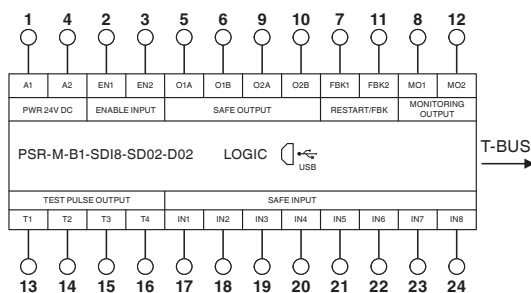 1 4 2 3 5 6 9 10 7 11 8 12
A1 A2 EN1 EN2 O1A O1B O2A O2B FBK1 FBK2 MO1 MO2
PWR 24V DC ENABLE INPUT SAFE OUTPUT RESTART/FBK MONITORING
OUTPUT
T-BUS
PSR-M-B1-SDI8-SD02-D02 LOGIC
USB
TEST PULSE OUTPUT SAFE INPUT
T1 T2 T3 T4 IN1 IN2 IN3 IN4 IN5 IN6 IN7 IN8
13 14 15 16 17 18 19 20 21 22 23 24